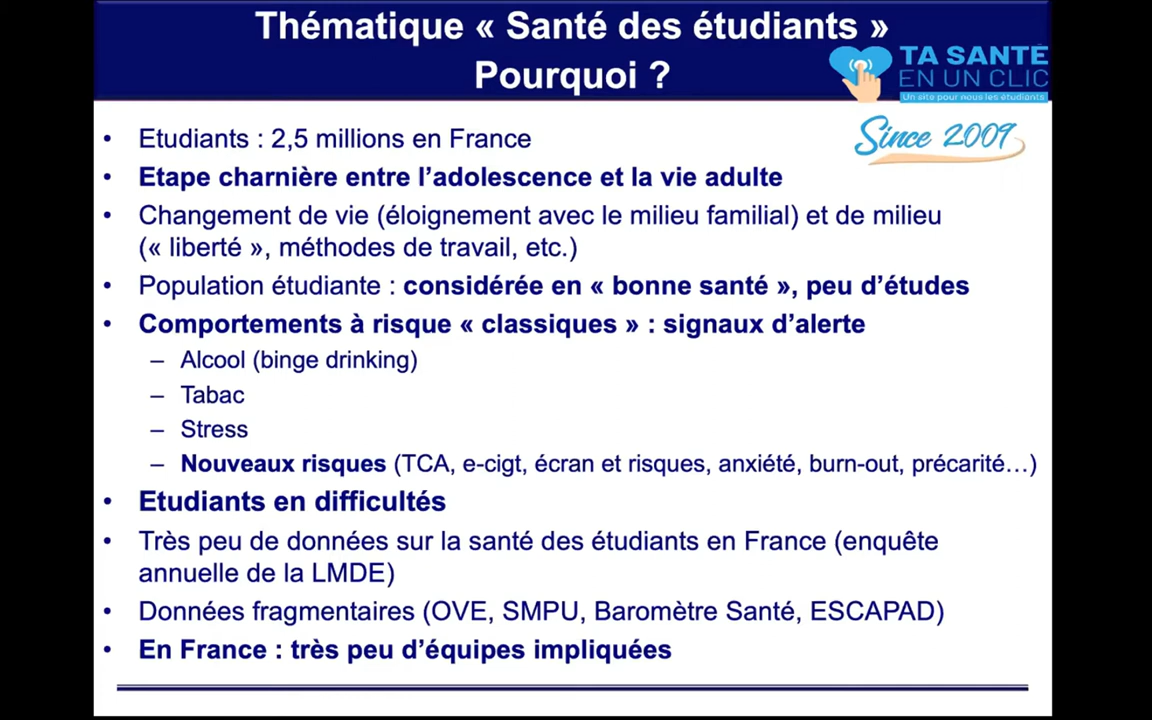 Thématique « Santé des étudiants »
Pourquoi ?
TA SANTÉ
EN UN CLIC
Un site pour nous les étudiants
Since 2009
• Etudiants : 2,5 millions en France
• Etape charnière entre l’adolescence et la vie adulte
• Changement de vie (éloignement avec le milieu familial) et de milieu
(« liberté », méthodes de travail, etc.)
• Population étudiante : considérée en « bonne santé », peu d’études
• Comportements à risque « classiques » : signaux d’alerte
– Alcool (binge drinking)
– Tabac
– Stress
– Nouveaux risques (TCA, e-cigt, écran et risques, anxiété, burn-out, précarité…)
• Etudiants en difficultés
• Très peu de données sur la santé des étudiants en France (enquête
annuelle de la LMDE)
• Données fragmentaires (OVE, SMPU, Baromètre Santé, ESCAPAD)
• En France : très peu d’équipes impliquées